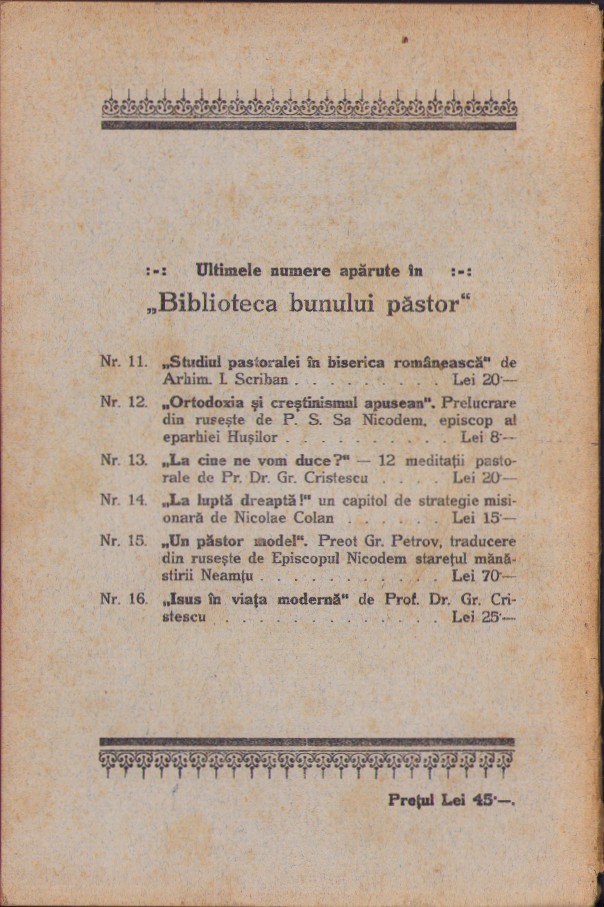 :-: Ultimele numere apărute în :-:
„Biblioteca bunului păstor“
Nr. 11. „Studiul pastoralei în biserica românească“ de
Arhim. I. Scriban . . . . . . . . . Lei 20·—
Nr. 12. „Ortodoxia și creștinismul apusean“. Prelucrare
din rusește de P. S. Sa Nicodem, episcop al
eparhiei Hușilor . . . . . . . . . . Lei 8·—
Nr. 13. „La cine ne vom duce?“ — 12 meditații pasto-
rale de Pr. Dr. Gr. Cristescu . . . . Lei 20·—
Nr. 14. „La luptă dreaptă!“ un capitol de strategie misi-
onară de Nicolae Colan . . . . . . Lei 15·—
Nr. 15. „Un păstor model“. Preot Gr. Petrov, traducere
din rusește de Episcopul Nicodem starețul mănă-
stirii Neamțu . . . . . . . . . . . Lei 70·—
Nr. 16. „Isus în viața modernă“ de Prof. Dr. Gr. Cri-
stescu . . . . . . . . . . . . . Lei 25·—
Prețul Lei 45·—.